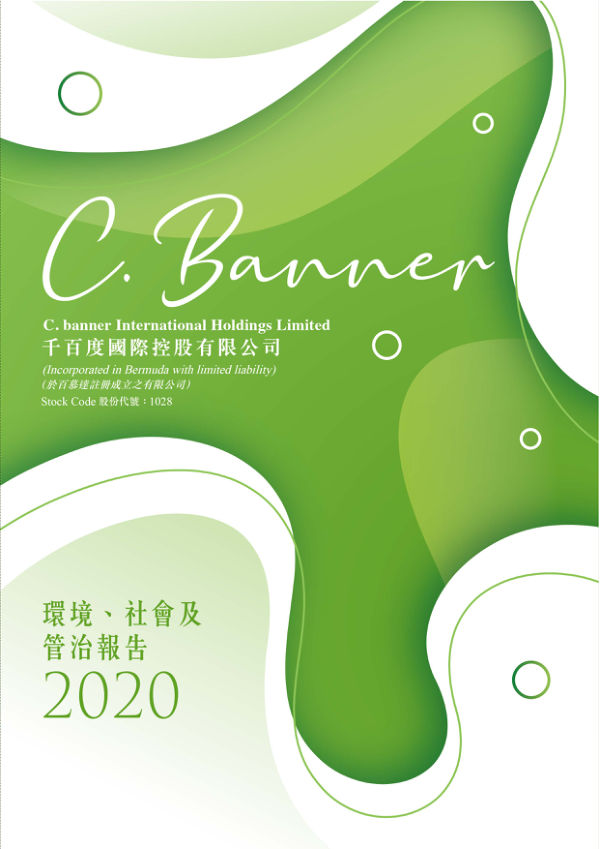 C. Banner
C. banner International Holdings Limited
千百度國際控股有限公司
(Incorporated in Bermuda with limited liability)
(於百慕達註冊成立之有限公司)
Stock Code 股份代號：1028
環境、社會及
管治報告
2020